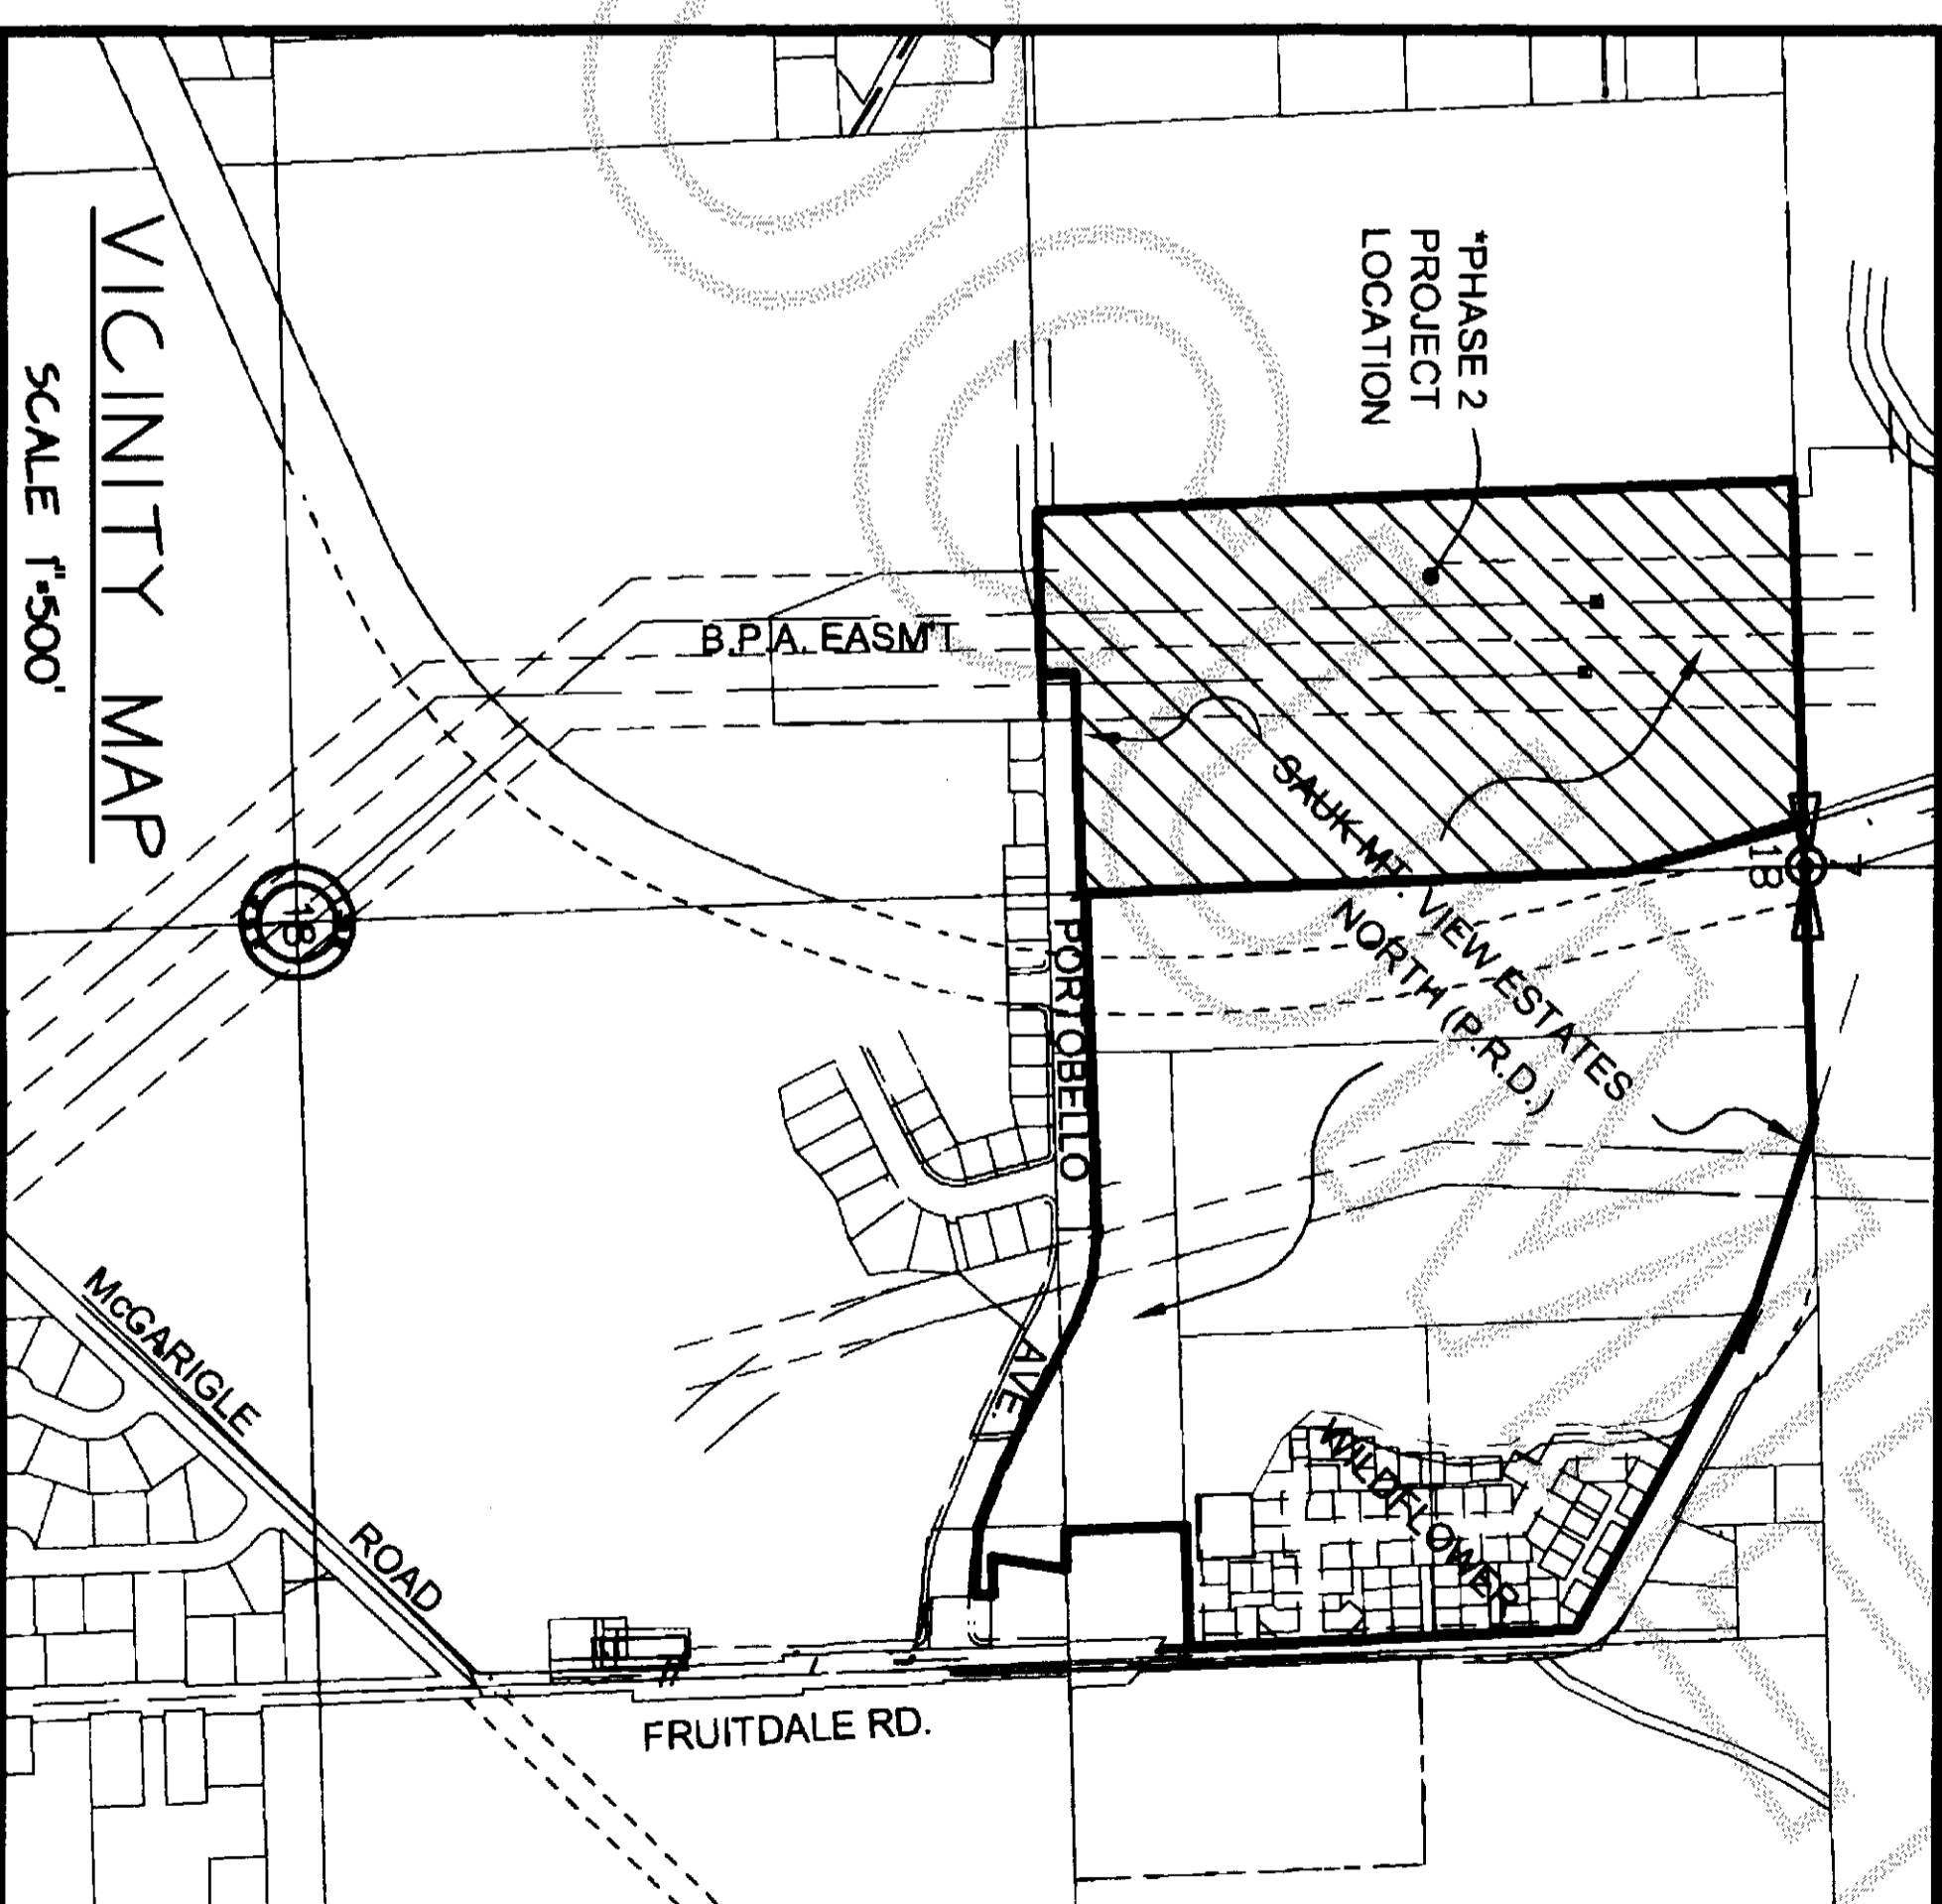 *PHASE 2
PROJECT
LOCATION
B.P.A. EASM'T
SAUK MT. VIEW ESTATES
NORTH (P.R.D.)
7
18
PORTOBELLO AVE.
WILDFLOWER
18
McGARIGLE ROAD
FRUITDALE RD.
VICINITY MAP
SCALE 1"=500'